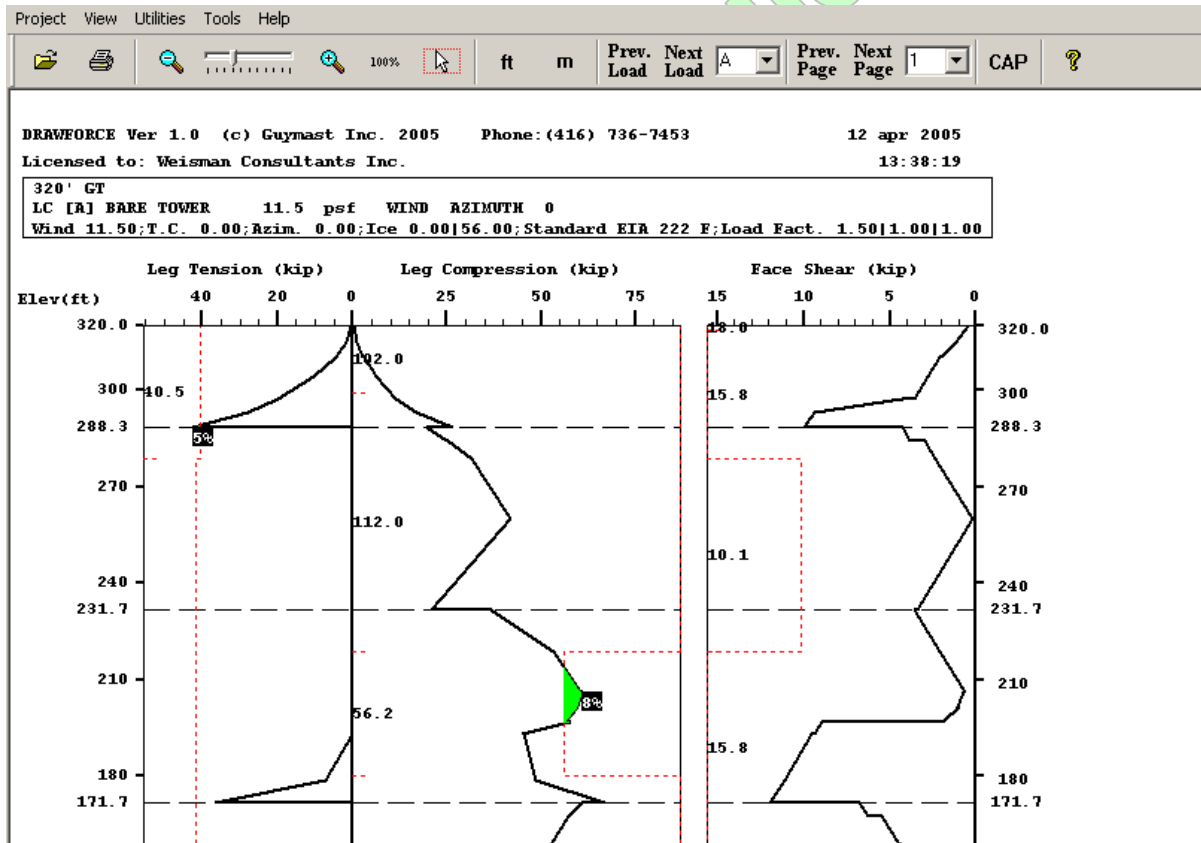 Project View Utilities Tools Help
100% ft m Prev. Load Next Load A Prev. Page Next Page 1 CAP ?
DRAWFORCE Ver 1.0 (c) Guymast Inc. 2005 Phone:(416) 736-7453 12 apr 2005
Licensed to: Weisman Consultants Inc. 13:38:19
320' GT
LC [A] BARE TOWER 11.5 psf WIND AZIMUTH 0
Wind 11.50;T.C. 0.00;Azim. 0.00;Ice 0.00|56.00;Standard EIA 222 F;Load Fact. 1.50|1.00|1.00
Leg Tension (kip) Leg Compression (kip) Face Shear (kip)
Elev(ft) 40 20 0 25 50 75 15 10 5 0
320.0 18.0 320.0
102.0
300 40.5 15.8 300
288.3 288.3
5%
270 270
112.0
10.1
240 240
231.7 231.7
210 210
8%
56.2
15.8
180 180
171.7 171.7